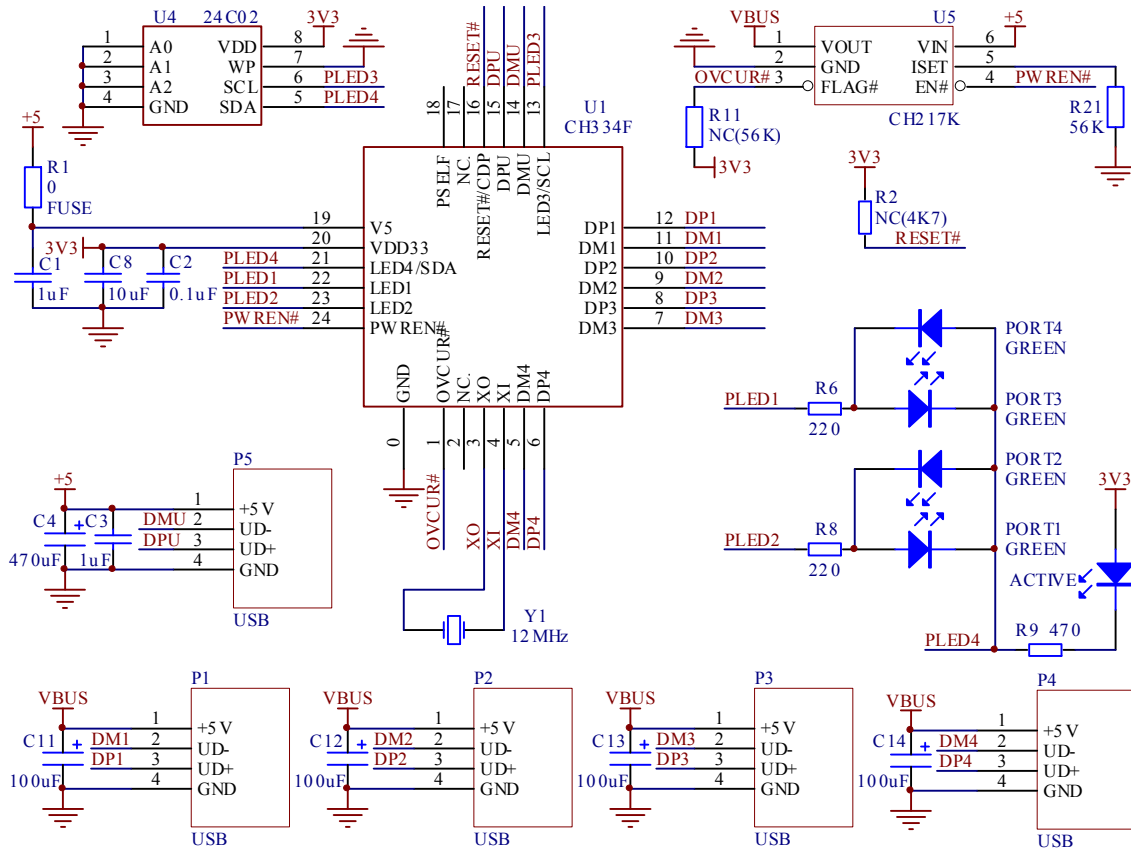 U4 24C02
1 A0 VDD 8 3V3
2 A1 WP 7
3 A2 SCL 6 PLED3
4 GND SDA 5 PLED4
+5
R1
0
FUSE
3V3
C1
1uF
C8
10uF
C2
0.1uF
RESET#
DPU
DMU
PLED3
18 17 16 15 14 13
U1
CH334F
PSELF
NC.
RESET#/CDP
DPU
DMU
LED3/SCL
19 V5
20 VDD33
PLED4 21 LED4/SDA
PLED1 22 LED1
PLED2 23 LED2
PWREN# 24 PWREN#
DP1 12 DP1
DM1 11 DM1
DP2 10 DP2
DM2 9 DM2
DP3 8 DP3
DM3 7 DM3
GND
OVCUR#
NC.
XO
XI
DM4
DP4
0 1 2 3 4 5 6
OVCUR#
XO
XI
DM4
DP4
Y1
12MHz
VBUS U5 +5
1 VOUT VIN 6
2 GND ISET 5
OVCUR# 3 FLAG# EN# 4 PWREN#
CH217K
R11
NC(56K)
3V3
R21
56K
3V3
R2
NC(4K7)
RESET#
PORT4
GREEN
PLED1 R6
220
PORT3
GREEN
PORT2
GREEN
PLED2 R8
220
PORT1
GREEN
3V3
ACTIVE
PLED4 R9 470
P5
+5
C4 +
470uF
C3
1uF
1 +5V
DMU 2 UD-
DPU 3 UD+
4 GND
USB
P1
VBUS
C11 +
100uF
1 +5V
DM1 2 UD-
DP1 3 UD+
4 GND
USB
P2
VBUS
C12 +
100uF
1 +5V
DM2 2 UD-
DP2 3 UD+
4 GND
USB
P3
VBUS
C13 +
100uF
1 +5V
DM3 2 UD-
DP3 3 UD+
4 GND
USB
P4
VBUS
C14 +
100uF
1 +5V
DM4 2 UD-
DP4 3 UD+
4 GND
USB